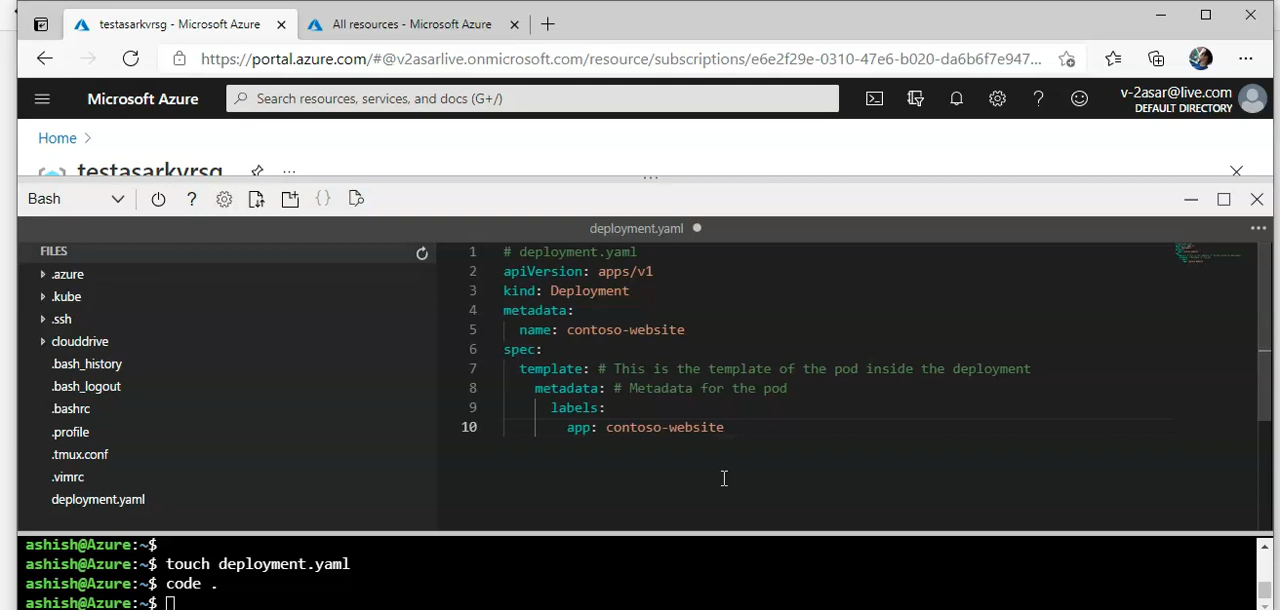 testasarkvrsg - Microsoft Azure
All resources - Microsoft Azure
https://portal.azure.com/#@v2asarlive.onmicrosoft.com/resource/subscriptions/e6e2f29e-0310-47e6-b020-da6b6f7e947...
Microsoft Azure
Search resources, services, and docs (G+/)
v-2asar@live.com
DEFAULT DIRECTORY
Home >
testasarkvrsg
Bash
deployment.yaml
FILES
.azure
.kube
.ssh
clouddrive
.bash_history
.bash_logout
.bashrc
.profile
.tmux.conf
.vimrc
deployment.yaml
1 # deployment.yaml
2 apiVersion: apps/v1
3 kind: Deployment
4 metadata:
5 name: contoso-website
6 spec:
7 template: # This is the template of the pod inside the deployment
8 metadata: # Metadata for the pod
9 labels:
10 app: contoso-website
ashish@Azure:~$
ashish@Azure:~$ touch deployment.yaml
ashish@Azure:~$ code .
ashish@Azure:~$